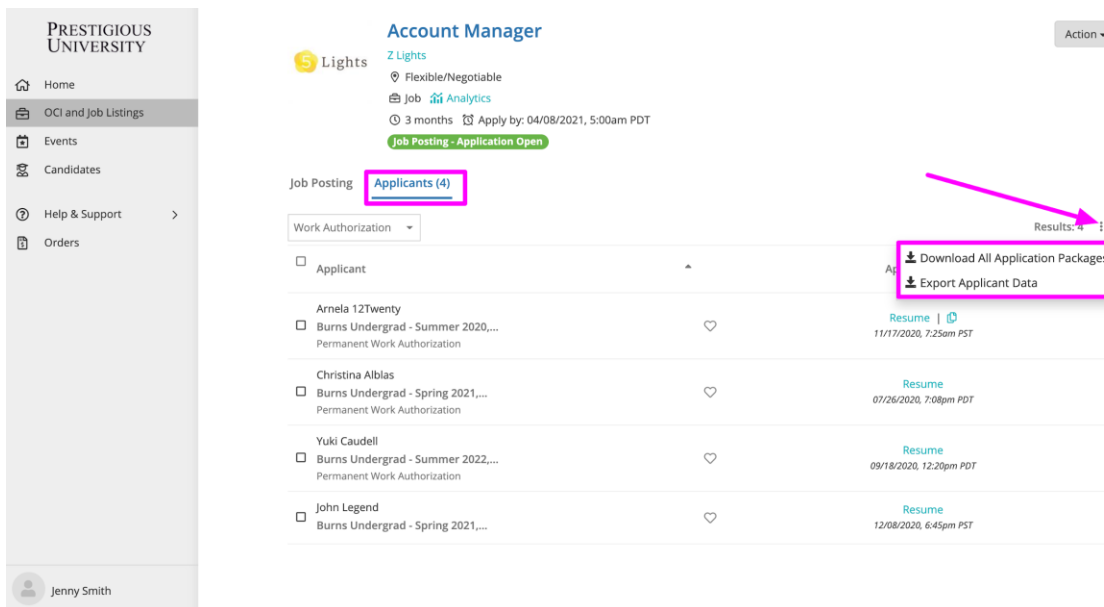 PRESTIGIOUS
UNIVERSITY
Home
OCI and Job Listings
Events
Candidates
Help & Support
Orders
Jenny Smith
Lights
Account Manager
Z Lights
Flexible/Negotiable
Job Analytics
3 months Apply by: 04/08/2021, 5:00am PDT
Job Posting - Application Open
Action
Job Posting Applicants (4)
Work Authorization
Results: 4
Download All Application Packages
Export Applicant Data
Applicant
Arnela 12Twenty
Burns Undergrad - Summer 2020,...
Permanent Work Authorization
Resume |
11/17/2020, 7:25am PST
Christina Alblas
Burns Undergrad - Spring 2021,...
Permanent Work Authorization
Resume
07/26/2020, 7:08pm PDT
Yuki Caudell
Burns Undergrad - Summer 2022,...
Permanent Work Authorization
Resume
09/18/2020, 12:20pm PDT
John Legend
Burns Undergrad - Spring 2021,...
Resume
12/08/2020, 6:45pm PST